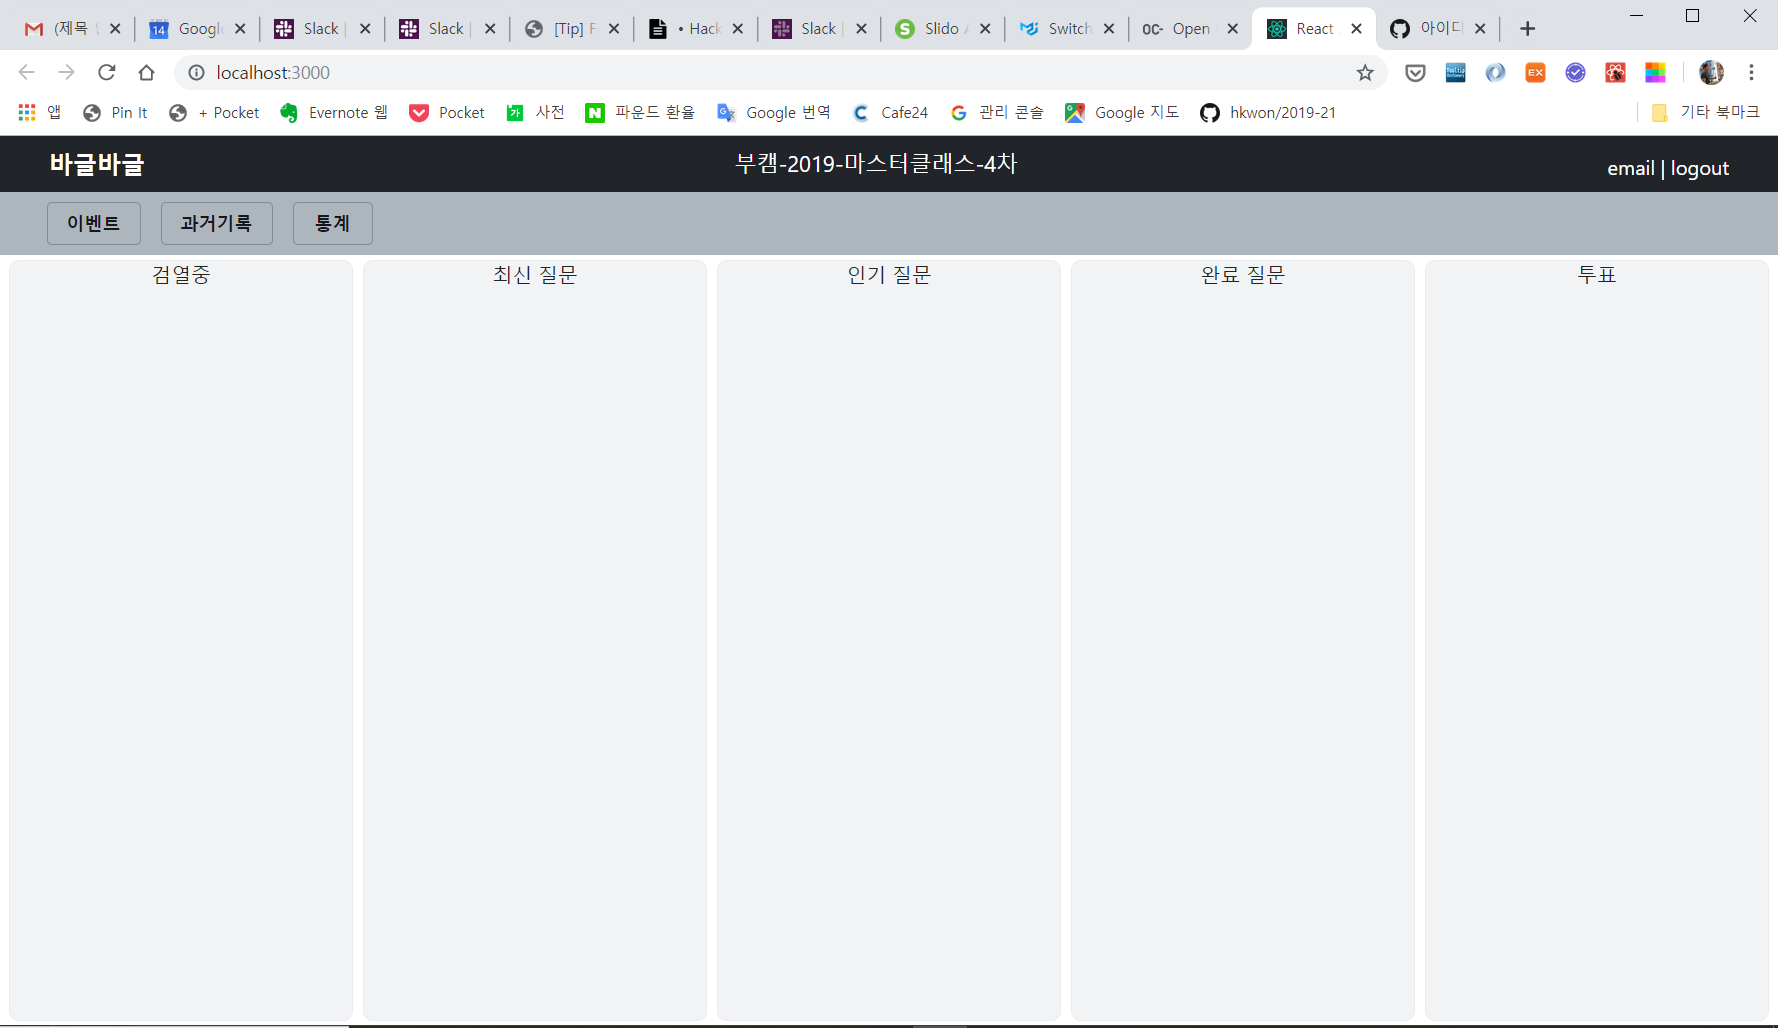 (제목 Google Slack Slack [Tip] F • Hack Slack Slido A Switch Open React 아이디
localhost:3000
앱 Pin It + Pocket Evernote 웹 Pocket 사전 파운드 환율 Google 번역 Cafe24 관리 콘솔 Google 지도 hkwon/2019-21 기타 북마크
바글바글 부캠-2019-마스터클래스-4차 email | logout
이벤트 과거기록 통계
검열중 최신 질문 인기 질문 완료 질문 투표